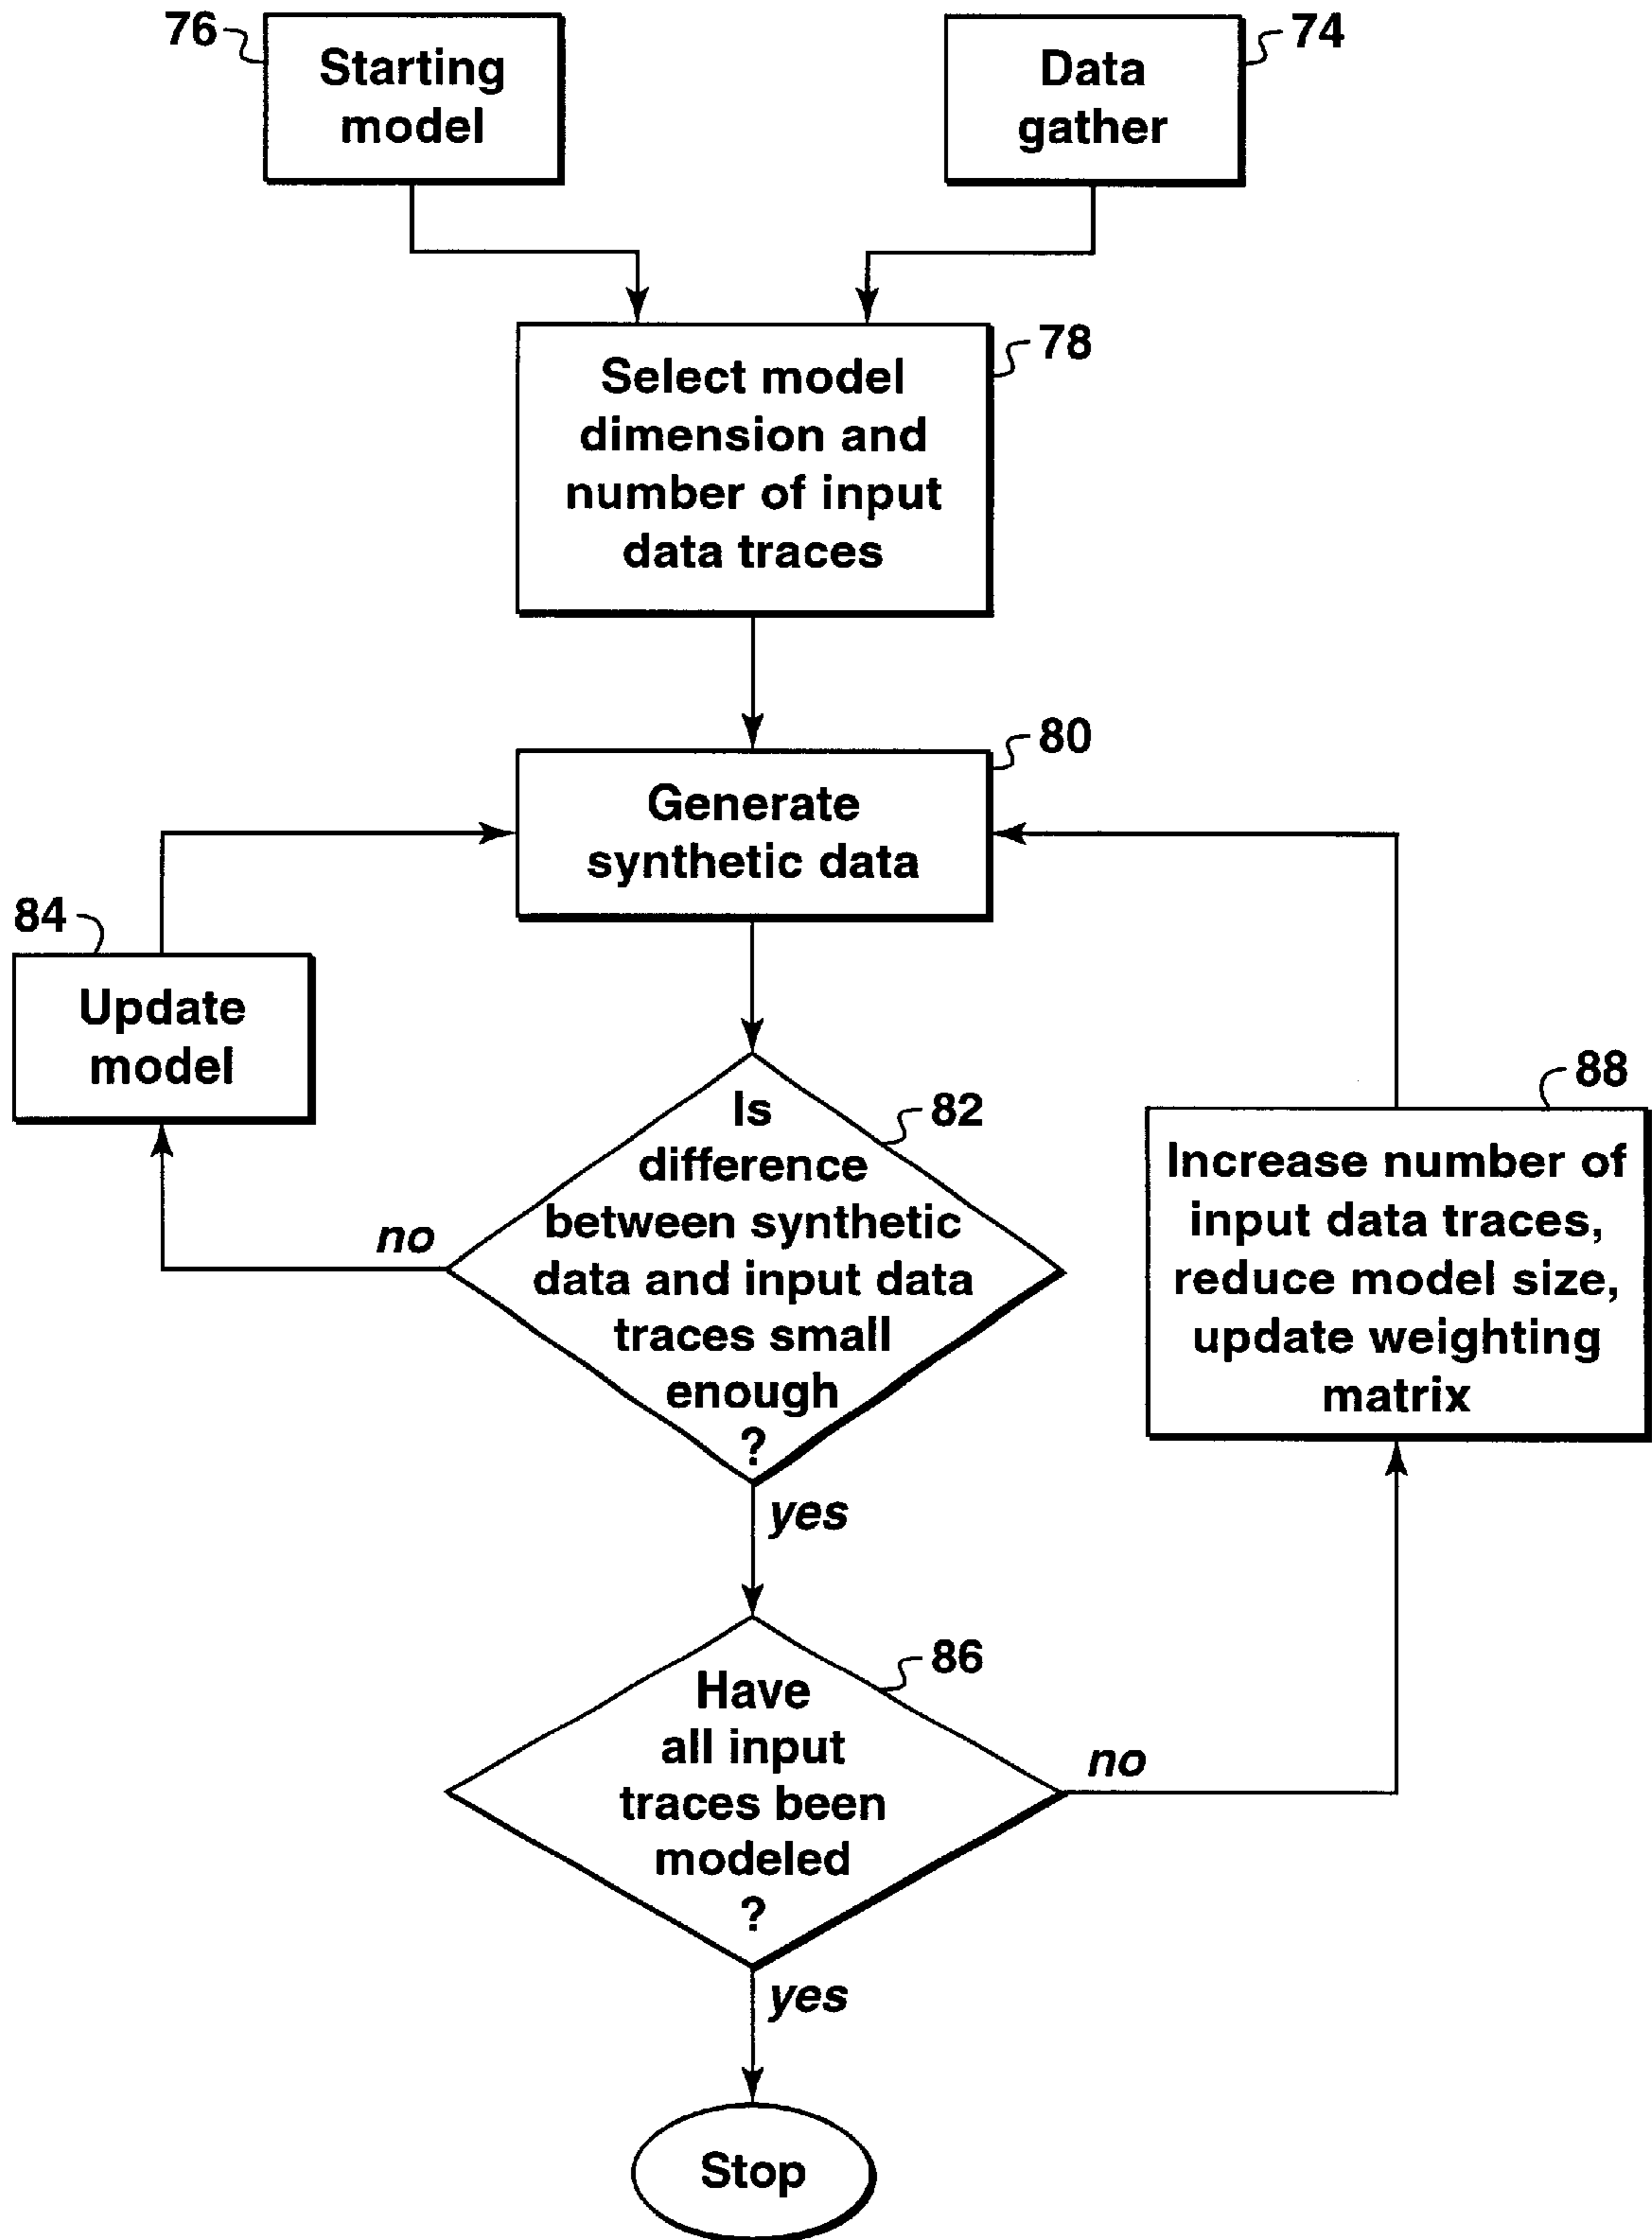 76
Starting
model
74
Data
gather
78
Select model
dimension and
number of input
data traces
80
Generate
synthetic data
84
Update
model
82
Is
difference
between synthetic
data and input data
traces small
enough
?
no
yes
88
Increase number of
input data traces,
reduce model size,
update weighting
matrix
86
Have
all input
traces been
modeled
?
no
yes
Stop